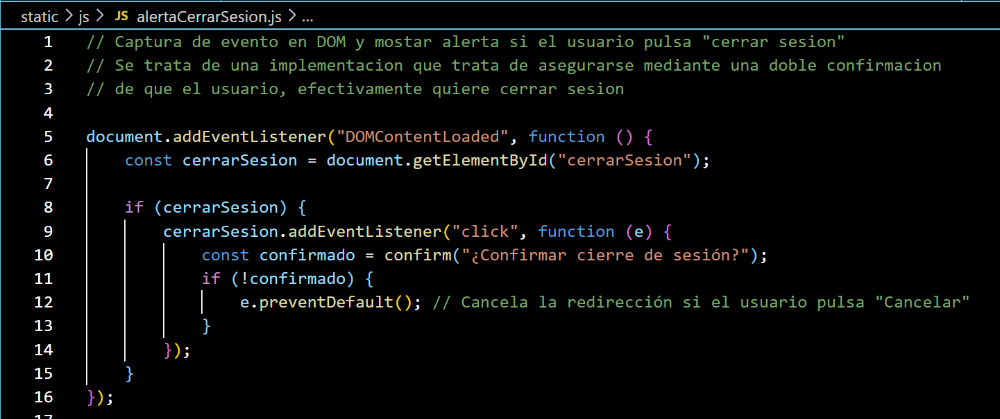 static > js > JS alertaCerrarSesion.js > ...
1 // Captura de evento en DOM y mostar alerta si el usuario pulsa "cerrar sesion"
2 // Se trata de una implementacion que trata de asegurarse mediante una doble confirmacion
3 // de que el usuario, efectivamente quiere cerrar sesion
4
5 document.addEventListener("DOMContentLoaded", function () {
6     const cerrarSesion = document.getElementById("cerrarSesion");
7
8     if (cerrarSesion) {
9         cerrarSesion.addEventListener("click", function (e) {
10             const confirmado = confirm("¿Confirmar cierre de sesión?");
11             if (!confirmado) {
12                 e.preventDefault(); // Cancela la redirección si el usuario pulsa "Cancelar"
13             }
14         });
15     }
16 });
17